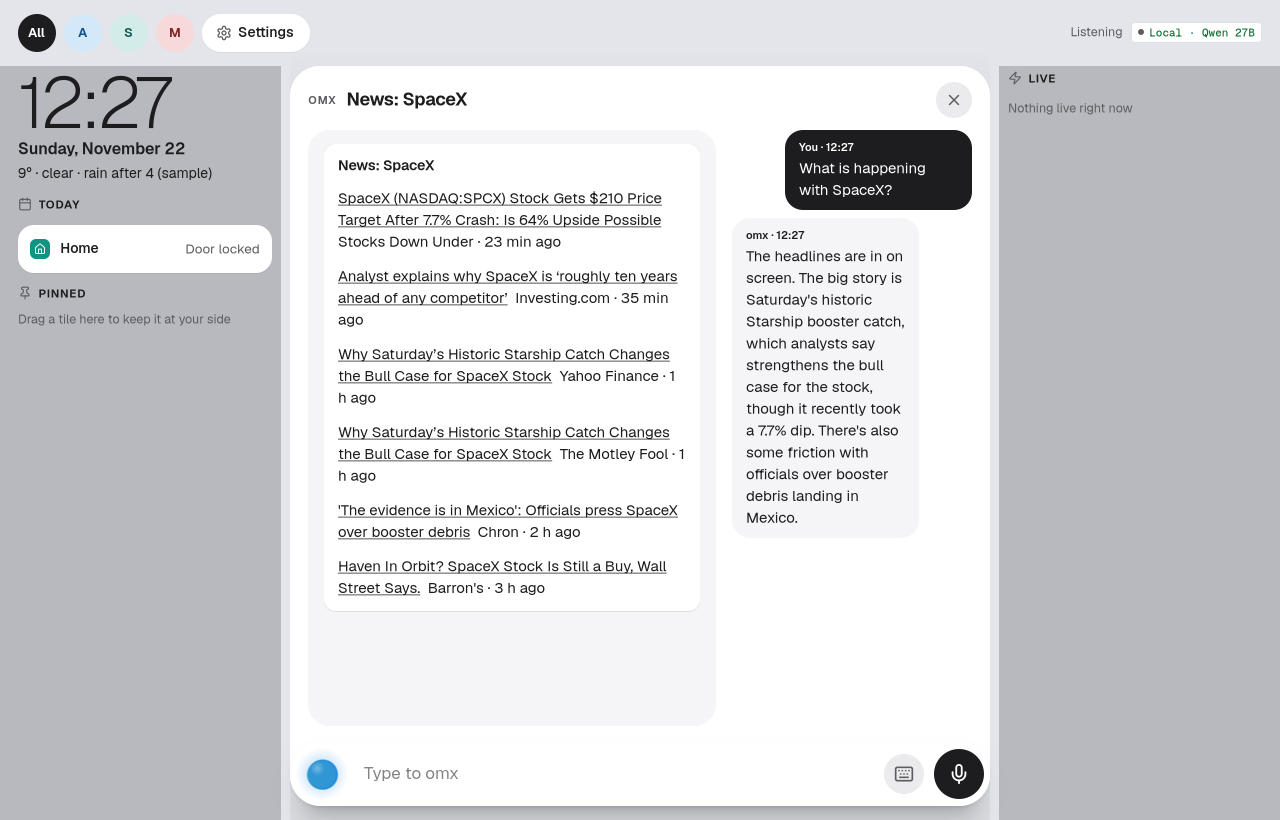 All A S M Settings
Listening Local · Qwen 27B
12:27
Sunday, November 22
9° · clear · rain after 4 (sample)
TODAY
Home Door locked
PINNED
Drag a tile here to keep it at your side
OMX News: SpaceX
News: SpaceX
SpaceX (NASDAQ:SPCX) Stock Gets $210 Price
Target After 7.7% Crash: Is 64% Upside Possible
Stocks Down Under · 23 min ago
Analyst explains why SpaceX is ‘roughly ten years
ahead of any competitor’ Investing.com · 35 min
ago
Why Saturday’s Historic Starship Catch Changes
the Bull Case for SpaceX Stock Yahoo Finance · 1
h ago
Why Saturday’s Historic Starship Catch Changes
the Bull Case for SpaceX Stock The Motley Fool · 1
h ago
'The evidence is in Mexico': Officials press SpaceX
over booster debris Chron · 2 h ago
Haven In Orbit? SpaceX Stock Is Still a Buy, Wall
Street Says. Barron's · 3 h ago
You · 12:27
What is happening
with SpaceX?
omx · 12:27
The headlines are in on
screen. The big story is
Saturday's historic
Starship booster catch,
which analysts say
strengthens the bull
case for the stock,
though it recently took
a 7.7% dip. There's also
some friction with
officials over booster
debris landing in
Mexico.
Type to omx
LIVE
Nothing live right now